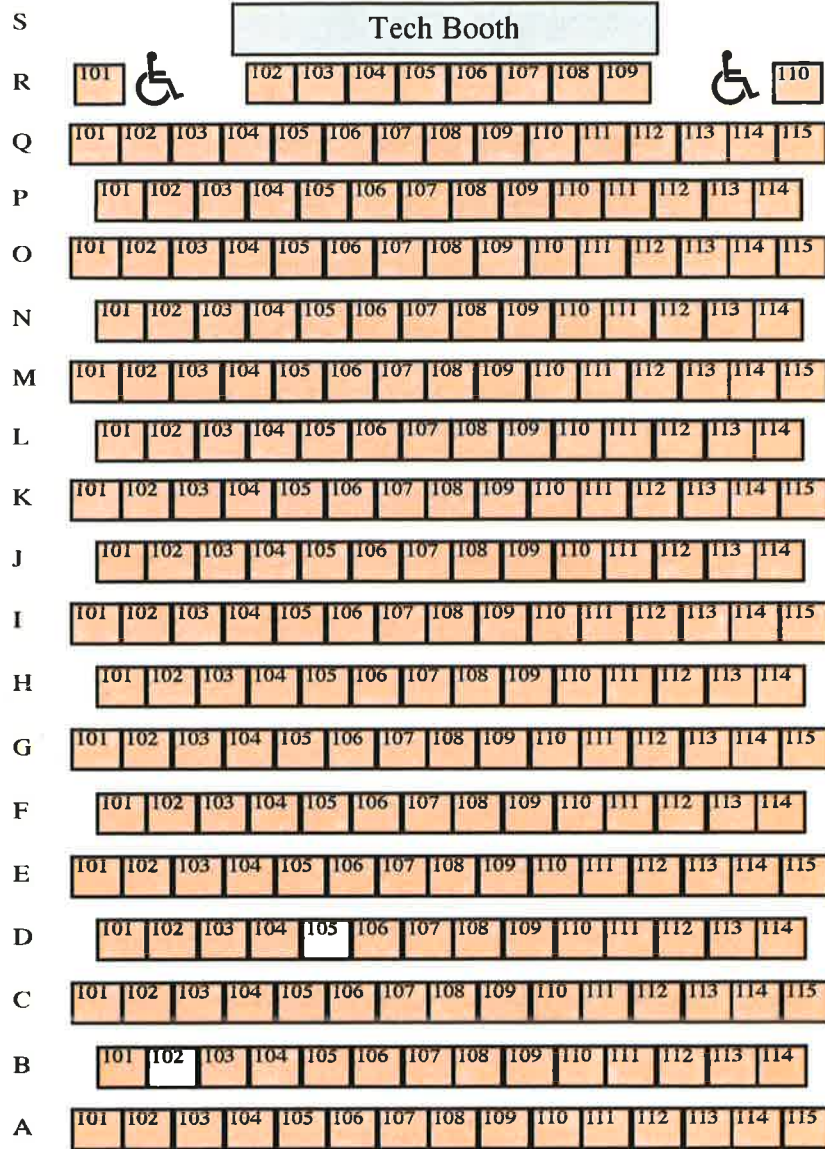 S Tech Booth
R 101 102 103 104 105 106 107 108 109 110
Q 101 102 103 104 105 106 107 108 109 110 111 112 113 114 115
P 101 102 103 104 105 106 107 108 109 110 111 112 113 114
O 101 102 103 104 105 106 107 108 109 110 111 112 113 114 115
N 101 102 103 104 105 106 107 108 109 110 111 112 113 114
M 101 102 103 104 105 106 107 108 109 110 111 112 113 114 115
L 101 102 103 104 105 106 107 108 109 110 111 112 113 114
K 101 102 103 104 105 106 107 108 109 110 111 112 113 114 115
J 101 102 103 104 105 106 107 108 109 110 111 112 113 114
I 101 102 103 104 105 106 107 108 109 110 111 112 113 114 115
H 101 102 103 104 105 106 107 108 109 110 111 112 113 114
G 101 102 103 104 105 106 107 108 109 110 111 112 113 114 115
F 101 102 103 104 105 106 107 108 109 110 111 112 113 114
E 101 102 103 104 105 106 107 108 109 110 111 112 113 114 115
D 101 102 103 104 105 106 107 108 109 110 111 112 113 114
C 101 102 103 104 105 106 107 108 109 110 111 112 113 114 115
B 101 102 103 104 105 106 107 108 109 110 111 112 113 114
A 101 102 103 104 105 106 107 108 109 110 111 112 113 114 115